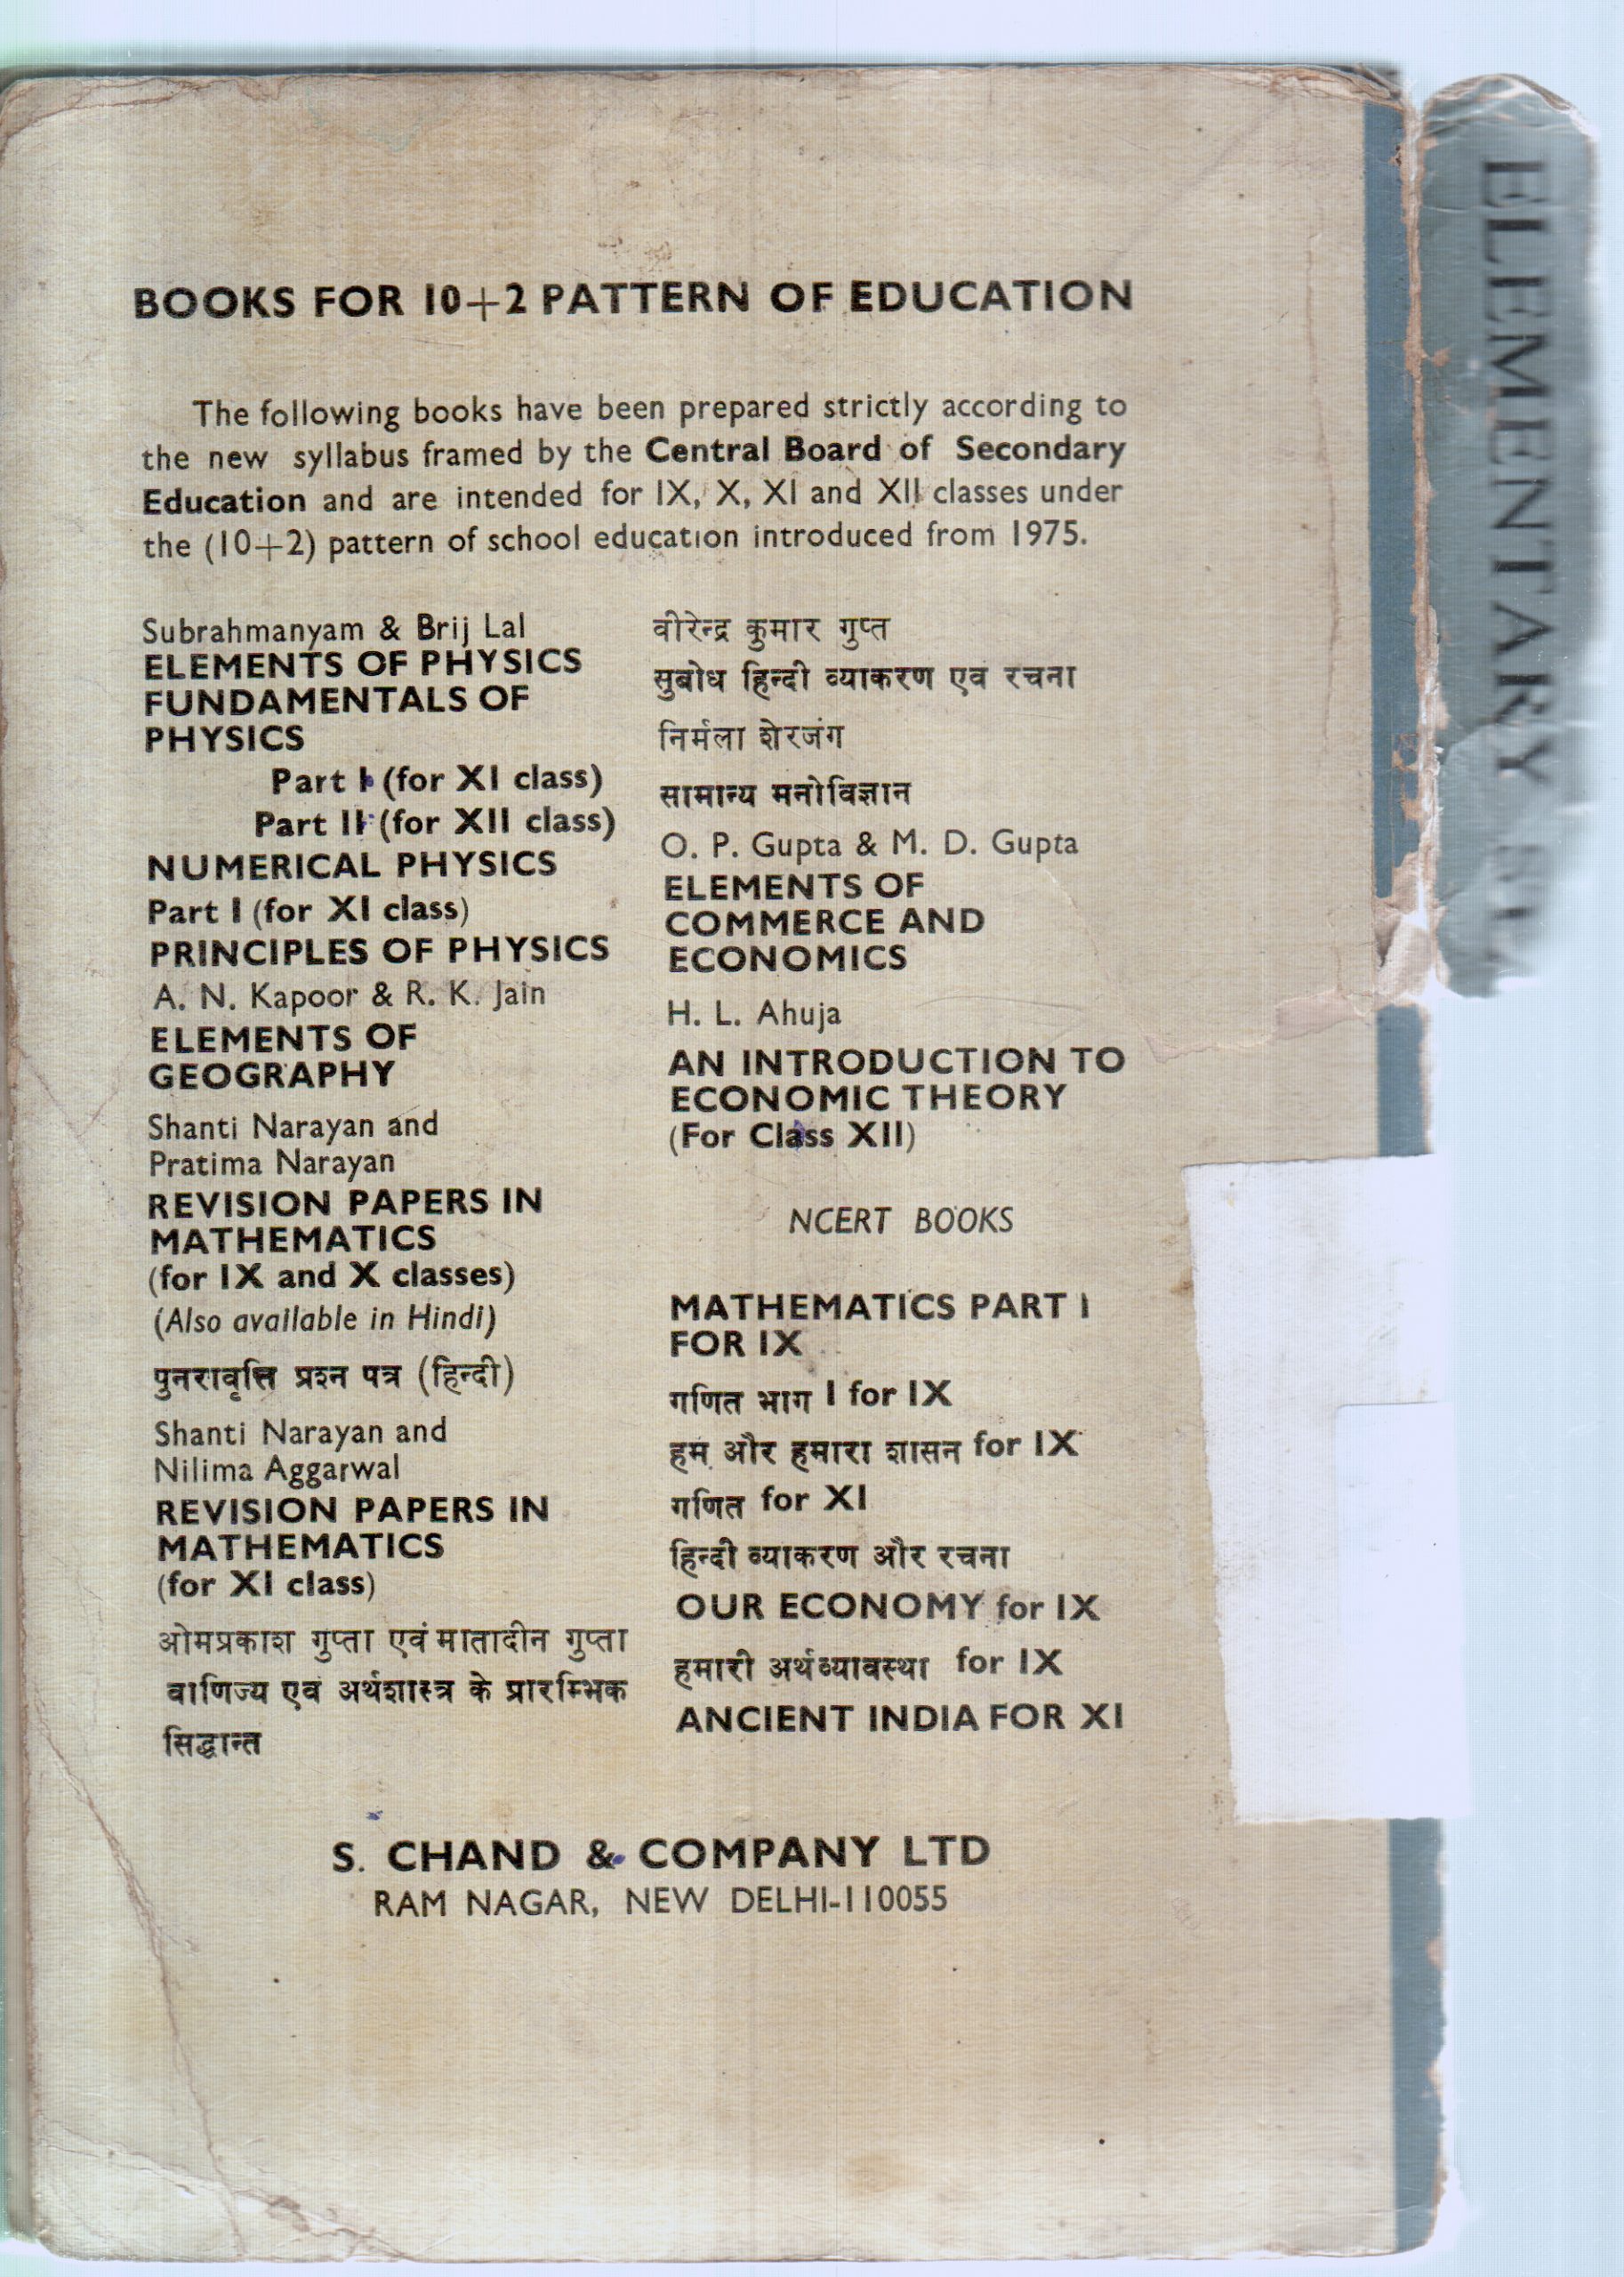 BOOKS FOR 10+2 PATTERN OF EDUCATION
The following books have been prepared strictly according to
the new syllabus framed by the Central Board of Secondary
Education and are intended for IX, X, XI and XII classes under
the (10+2) pattern of school education introduced from 1975.
Subrahmanyam & Brij Lal
ELEMENTS OF PHYSICS
FUNDAMENTALS OF
PHYSICS
Part I (for XI class)
Part II (for XII class)
NUMERICAL PHYSICS
Part I (for XI class)
PRINCIPLES OF PHYSICS
A. N. Kapoor & R. K. Jain
ELEMENTS OF
GEOGRAPHY
Shanti Narayan and
Pratima Narayan
REVISION PAPERS IN
MATHEMATICS
(for IX and X classes)
(Also available in Hindi)
पुनरावृत्ति प्रश्न पत्र (हिन्दी)
Shanti Narayan and
Nilima Aggarwal
REVISION PAPERS IN
MATHEMATICS
(for XI class)
ओमप्रकाश गुप्ता एवं मातादीन गुप्ता
वाणिज्य एवं अर्थशास्त्र के प्रारम्भिक
सिद्धान्त
वीरेन्द्र कुमार गुप्त
सुबोध हिन्दी व्याकरण एवं रचना
निर्मला शेरजंग
सामान्य मनोविज्ञान
O. P. Gupta & M. D. Gupta
ELEMENTS OF
COMMERCE AND
ECONOMICS
H. L. Ahuja
AN INTRODUCTION TO
ECONOMIC THEORY
(For Class XII)
NCERT BOOKS
MATHEMATICS PART I
FOR IX
गणित भाग I for IX
हम और हमारा शासन for IX
गणित for XI
हिन्दी व्याकरण और रचना
OUR ECONOMY for IX
हमारी अर्थव्यावस्था for IX
ANCIENT INDIA FOR XI
S. CHAND & COMPANY LTD
RAM NAGAR, NEW DELHI-110055
ELEMENTARY